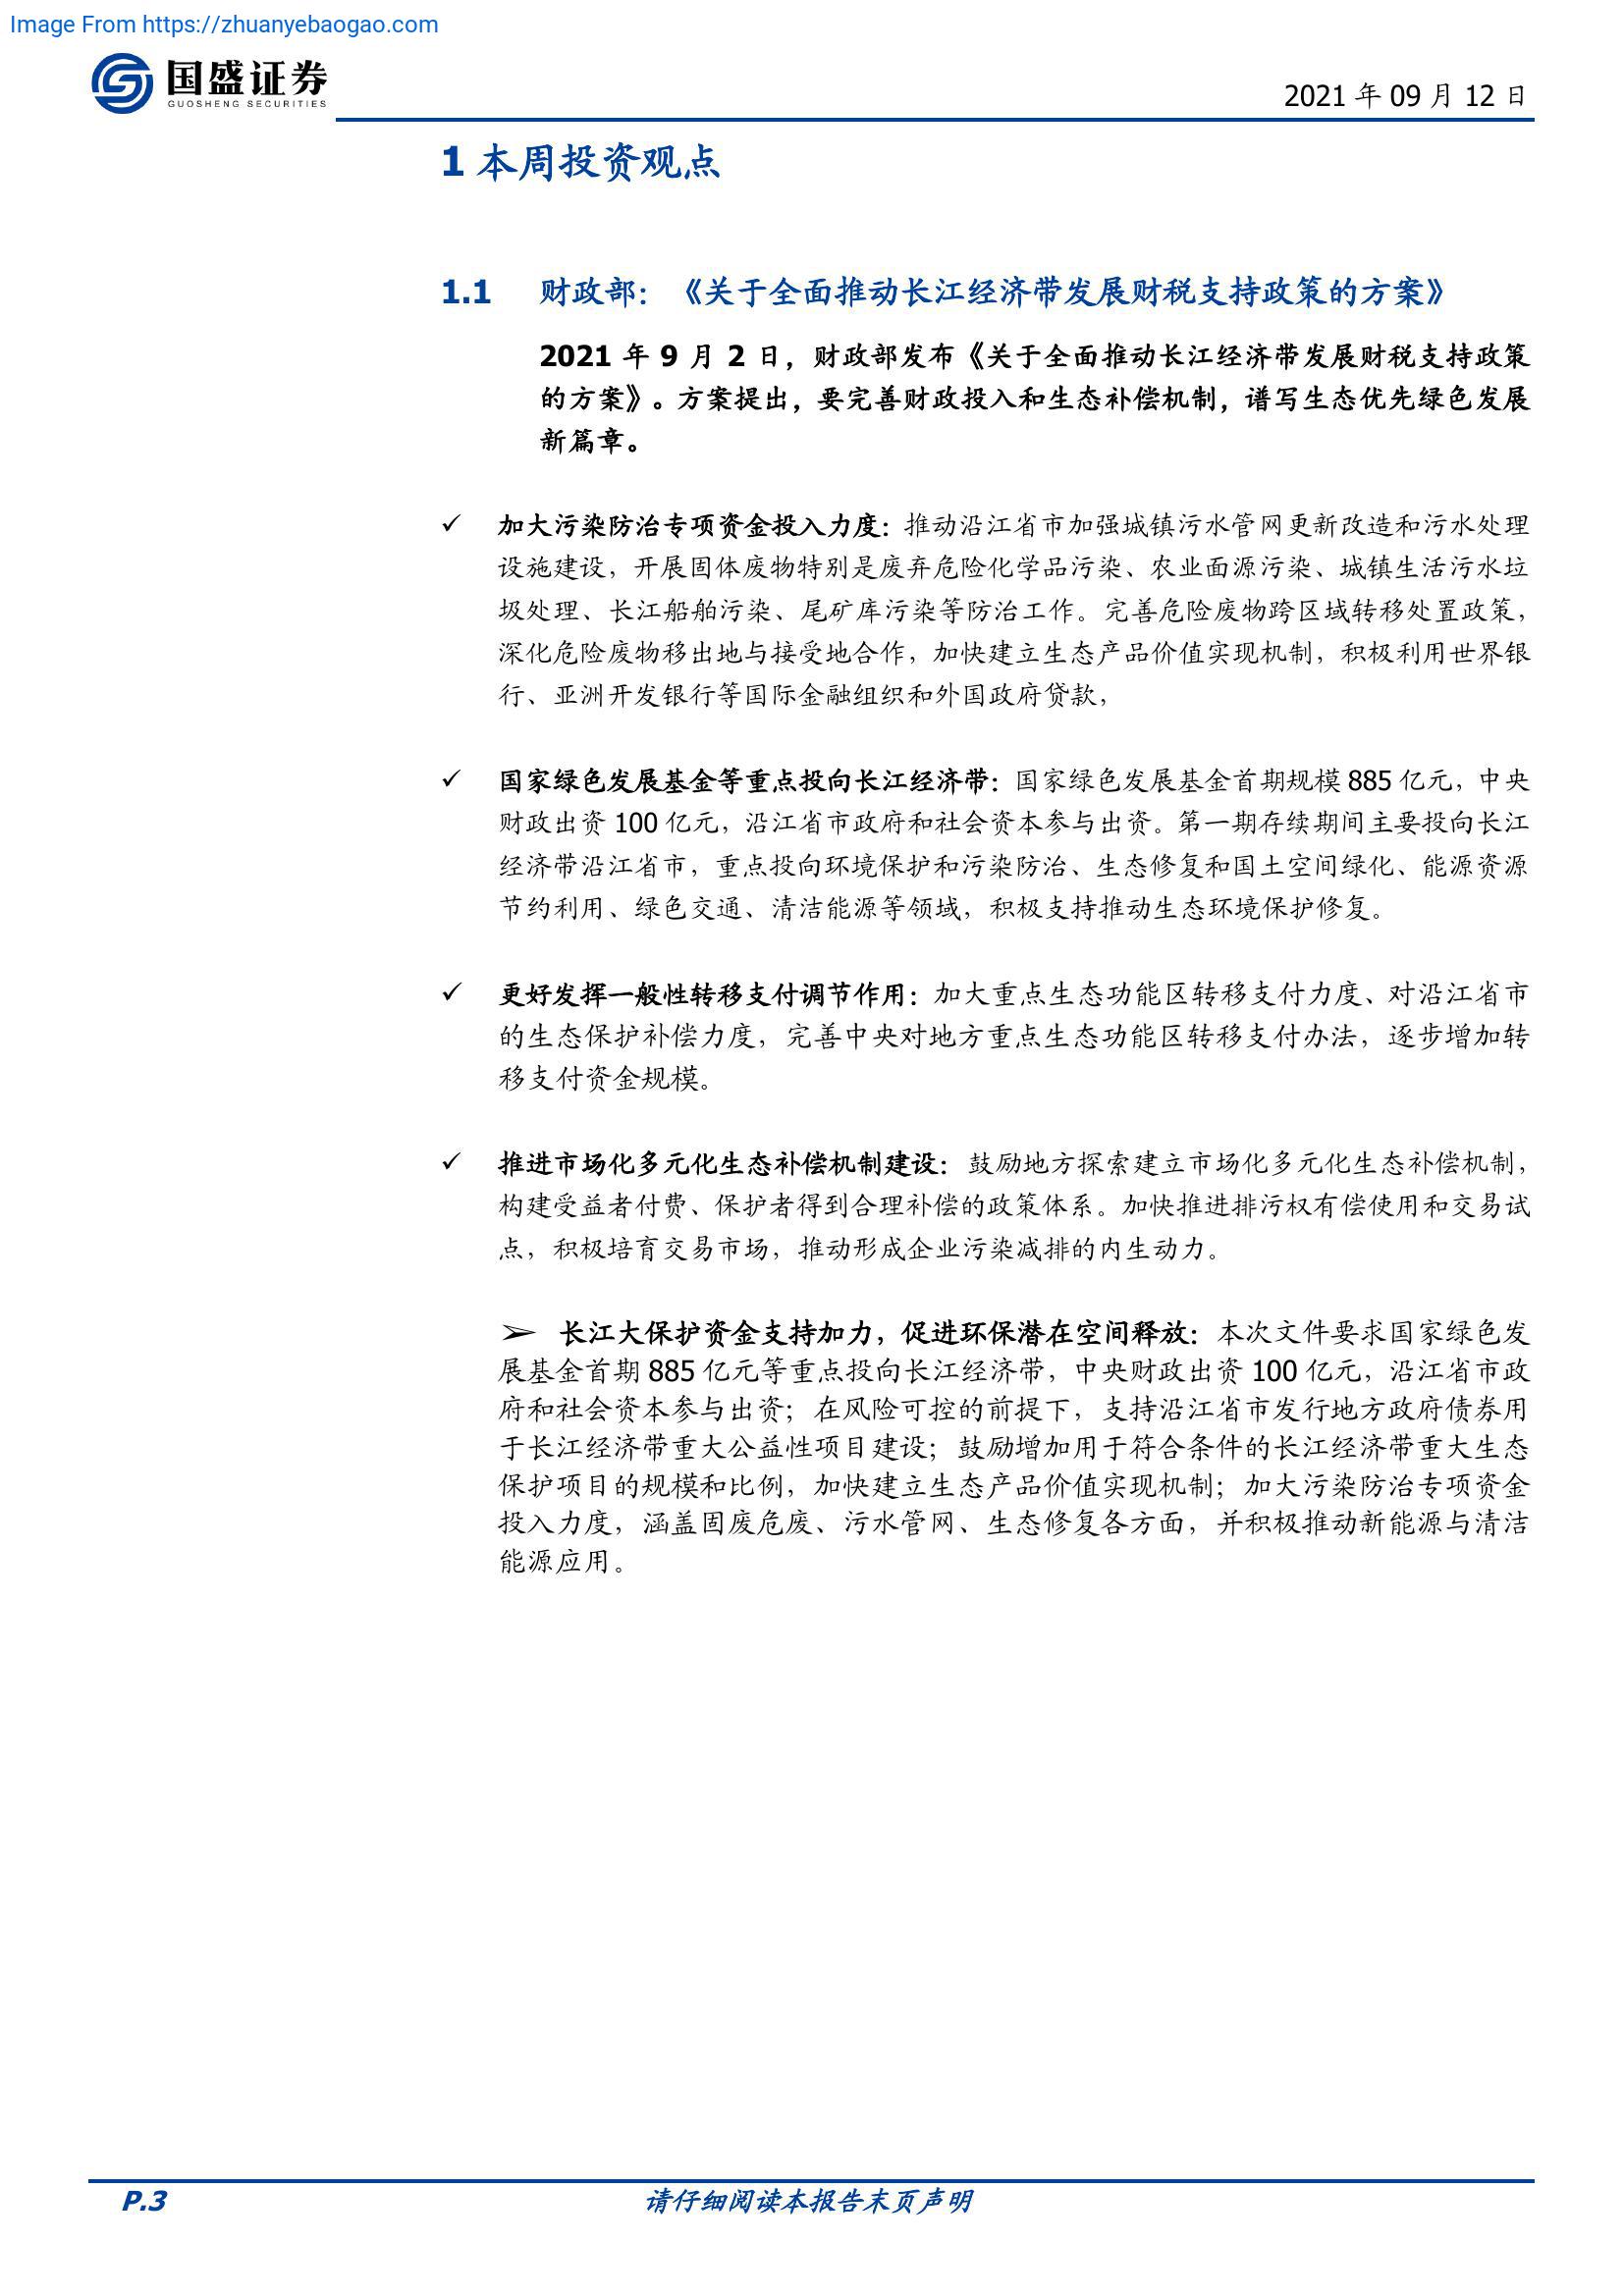 Image From https://zhuanyebaogao.com
国盛证券
GUOSHENG SECURITIES
2021 年 09 月 12 日
1 本周投资观点
1.1 财政部：《关于全面推动长江经济带发展财税支持政策的方案》
2021 年 9 月 2 日，财政部发布《关于全面推动长江经济带发展财税支持政策
的方案》。方案提出，要完善财政投入和生态补偿机制，谱写生态优先绿色发展
新篇章。
✓ 加大污染防治专项资金投入力度：推动沿江省市加强城镇污水管网更新改造和污水处理
设施建设，开展固体废物特别是废弃危险化学品污染、农业面源污染、城镇生活污水垃
圾处理、长江船舶污染、尾矿库污染等防治工作。完善危险废物跨区域转移处置政策，
深化危险废物移出地与接受地合作，加快建立生态产品价值实现机制，积极利用世界银
行、亚洲开发银行等国际金融组织和外国政府贷款，
✓ 国家绿色发展基金等重点投向长江经济带：国家绿色发展基金首期规模 885 亿元，中央
财政出资 100 亿元，沿江省市政府和社会资本参与出资。第一期存续期间主要投向长江
经济带沿江省市，重点投向环境保护和污染防治、生态修复和国土空间绿化、能源资源
节约利用、绿色交通、清洁能源等领域，积极支持推动生态环境保护修复。
✓ 更好发挥一般性转移支付调节作用：加大重点生态功能区转移支付力度、对沿江省市
的生态保护补偿力度，完善中央对地方重点生态功能区转移支付办法，逐步增加转
移支付资金规模。
✓ 推进市场化多元化生态补偿机制建设：鼓励地方探索建立市场化多元化生态补偿机制，
构建受益者付费、保护者得到合理补偿的政策体系。加快推进排污权有偿使用和交易试
点，积极培育交易市场，推动形成企业污染减排的内生动力。
➢ 长江大保护资金支持加力，促进环保潜在空间释放：本次文件要求国家绿色发
展基金首期 885 亿元等重点投向长江经济带，中央财政出资 100 亿元，沿江省市政
府和社会资本参与出资；在风险可控的前提下，支持沿江省市发行地方政府债券用
于长江经济带重大公益性项目建设；鼓励增加用于符合条件的长江经济带重大生态
保护项目的规模和比例，加快建立生态产品价值实现机制；加大污染防治专项资金
投入力度，涵盖固废危废、污水管网、生态修复各方面，并积极推动新能源与清洁
能源应用。
P.3
请仔细阅读本报告末页声明